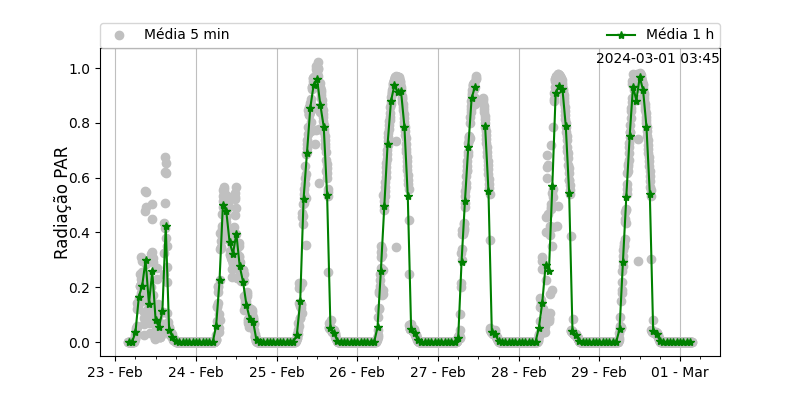 Média 5 min
Média 1 h
2024-03-01 03:45
Radiação PAR
1.0
0.8
0.6
0.4
0.2
0.0
23 - Feb
24 - Feb
25 - Feb
26 - Feb
27 - Feb
28 - Feb
29 - Feb
01 - Mar